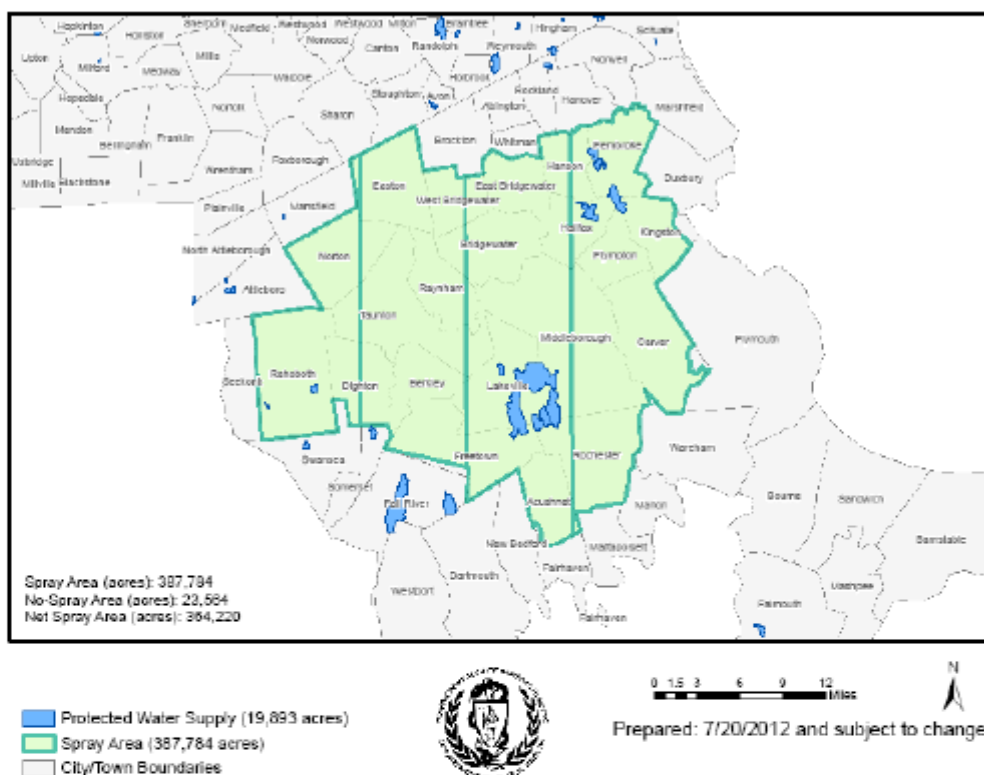 Hopkinton
Holliston
Sherborn
Medfield
Westwood
Westwood
Milton
Braintree
Hingham
Scituate
Norwood
Canton
Randolph
Weymouth
Norwell
Upton
Milford
Medway
Millis
Walpole
Holbrook
Rockland
Hopedale
Norfolk
Stoughton
Avon
Abington
Hanover
Marshfield
Mendon
Bellingham
Franklin
Sharon
Brockton
Whitman
Pembroke
Uxbridge
Millville
Blackstone
Wrentham
Foxborough
Hanson
Duxbury
Plainville
Mansfield
Easton
East Bridgewater
West Bridgewater
Halifax
Kingston
North Attleborough
Norton
Bridgewater
Plympton
Attleboro
Raynham
Taunton
Middleborough
Carver
Plymouth
Seekonk
Rehoboth
Dighton
Berkley
Lakeville
Swansea
Freetown
Rochester
Wareham
Somerset
Fall River
Acushnet
Marion
Bourne
Sandwich
Barnstable
New Bedford
Mattapoisett
Westport
Dartmouth
Fairhaven
Fairhaven
Falmouth
Mashpee
Spray Area (acres): 387,784
No-Spray Area (acres): 23,564
Net Spray Area (acres): 364,220
Protected Water Supply (19,893 acres)
Spray Area (387,784 acres)
City/Town Boundaries
0 1.5 3 6 9 12
Miles
N
Prepared: 7/20/2012 and subject to change